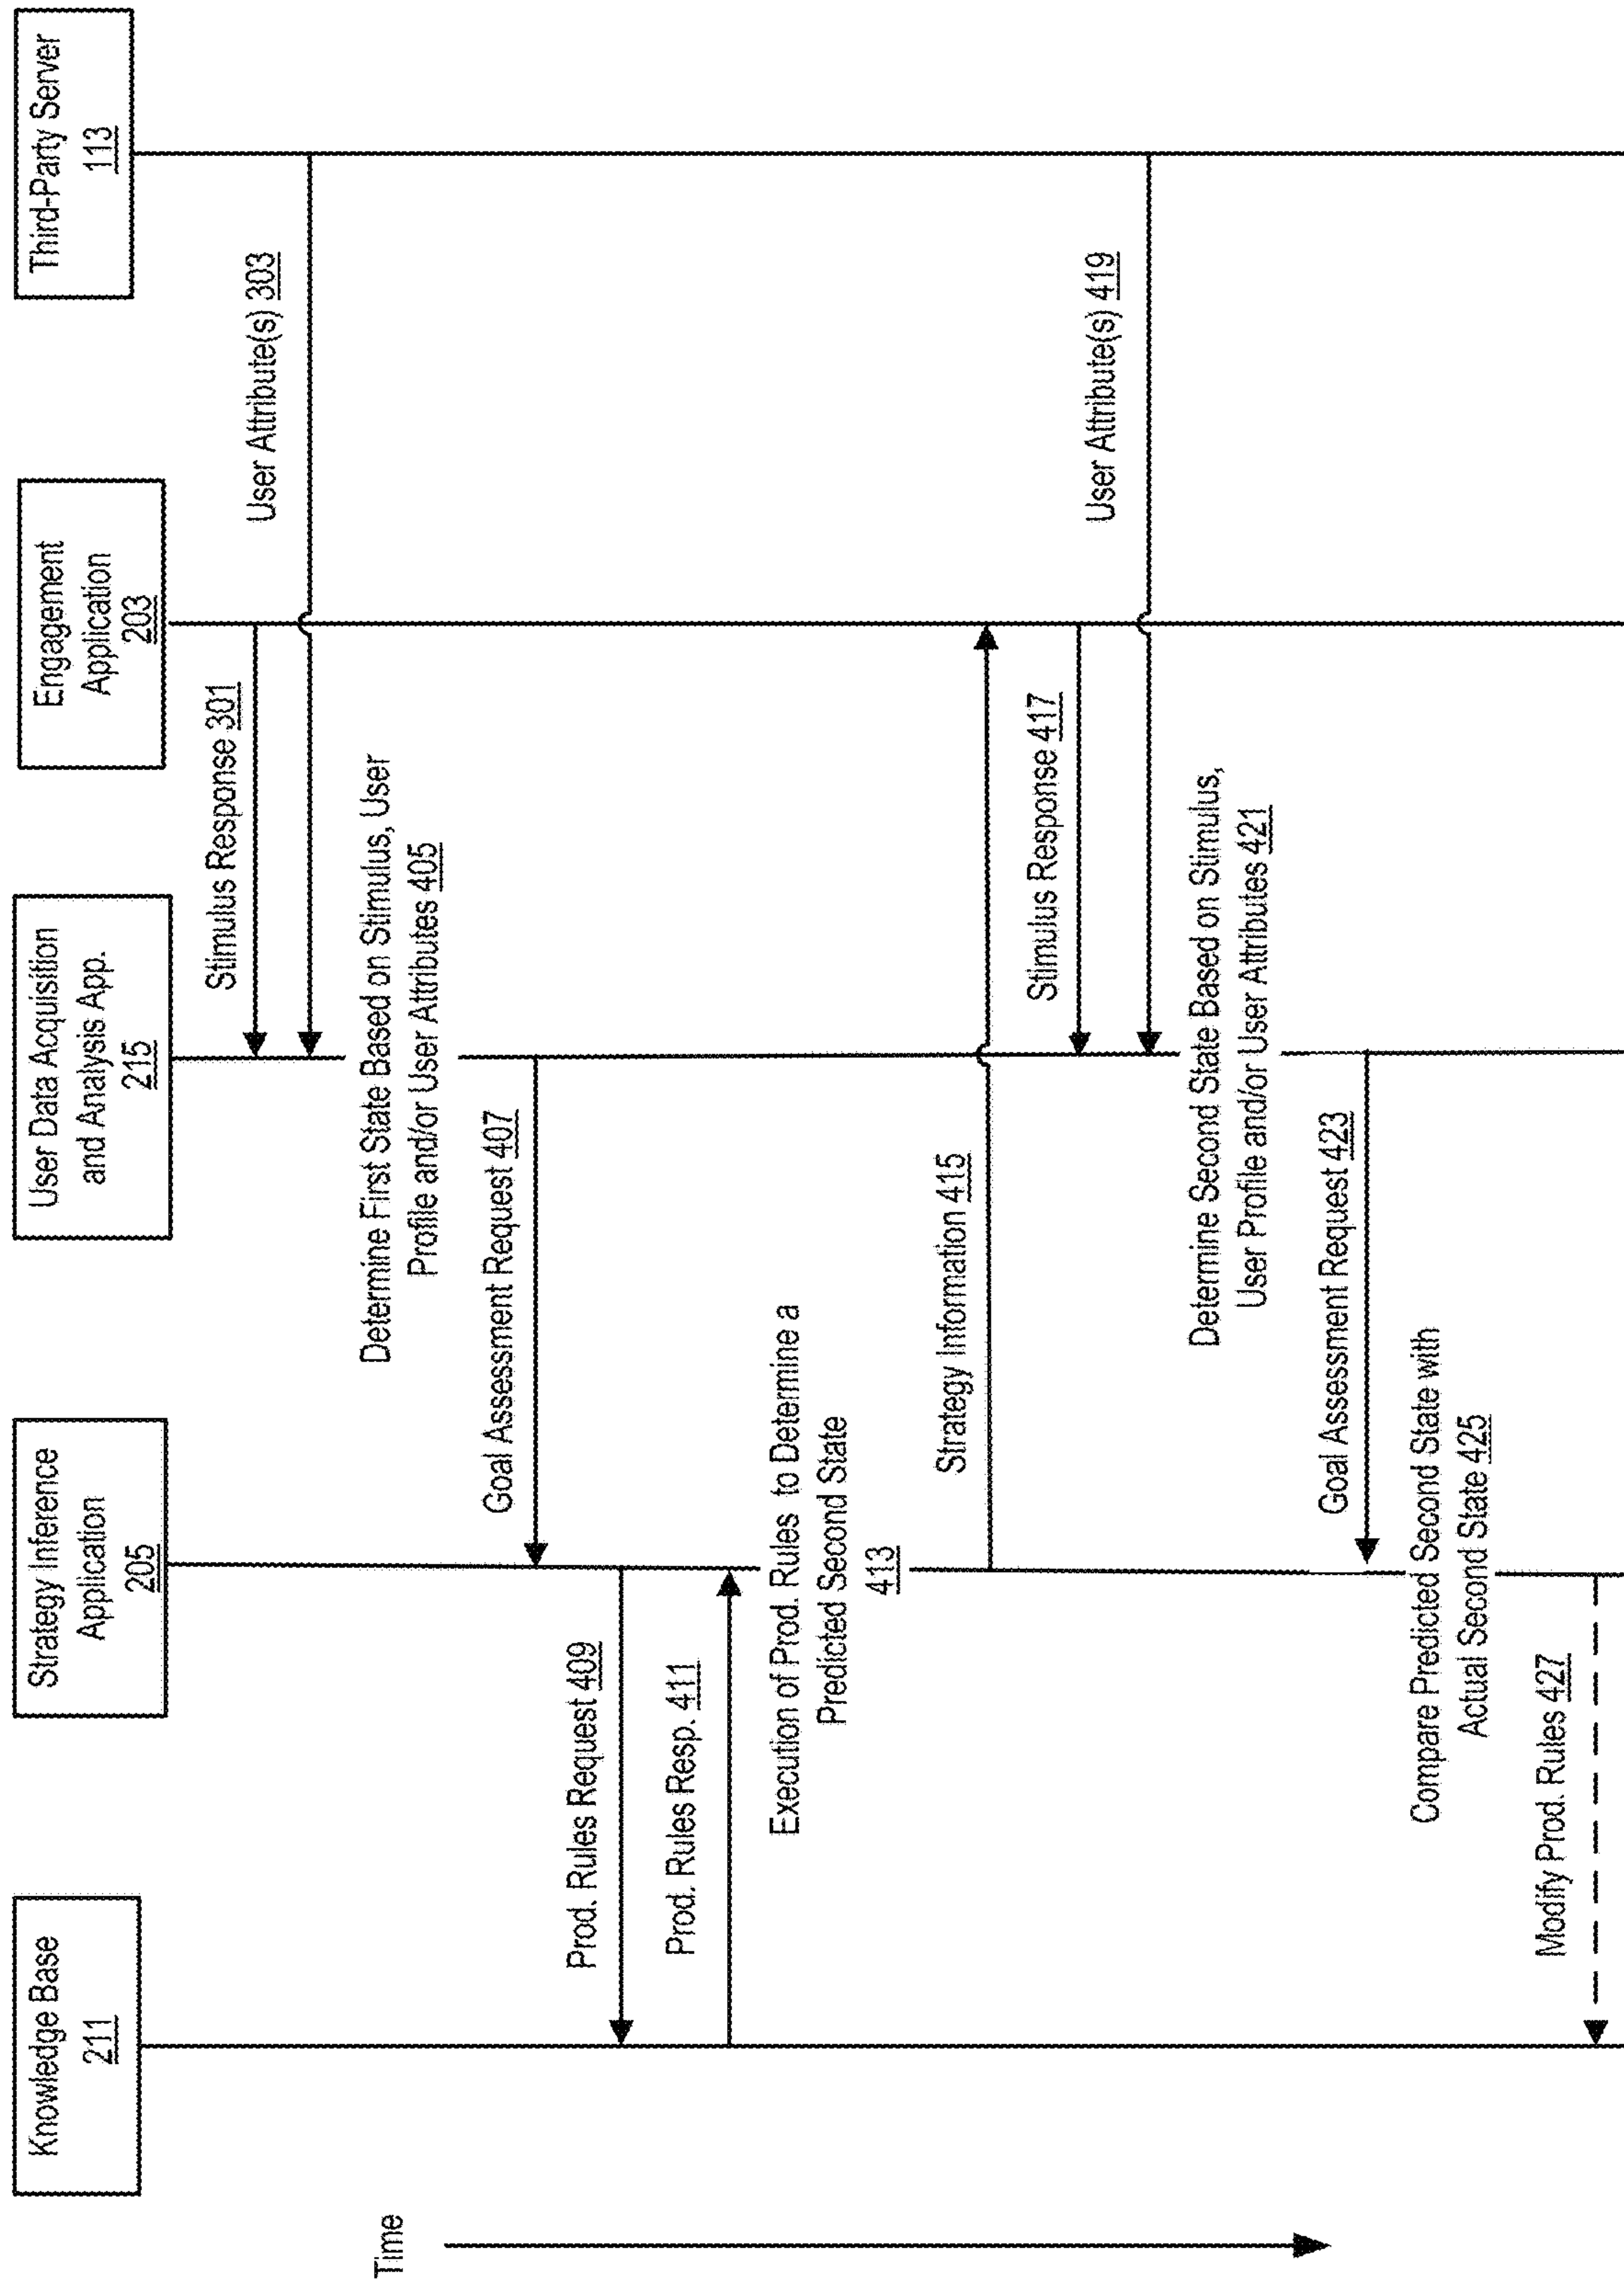 Time
Knowledge Base
211
Strategy Inference
Application
205
User Data Acquisition
and Analysis App.
215
Engagement
Application
203
Third-Party Server
113
Stimulus Response 301
User Attribute(s) 303
Determine First State Based on Stimulus, User
Profile and/or User Attributes 405
Goal Assessment Request 407
Prod. Rules Request 409
Prod. Rules Resp. 411
Execution of Prod. Rules to Determine a
Predicted Second State
413
Strategy Information 415
Stimulus Response 417
User Attribute(s) 419
Determine Second State Based on Stimulus,
User Profile and/or User Attributes 421
Goal Assessment Request 423
Compare Predicted Second State with
Actual Second State 425
Modify Prod. Rules 427